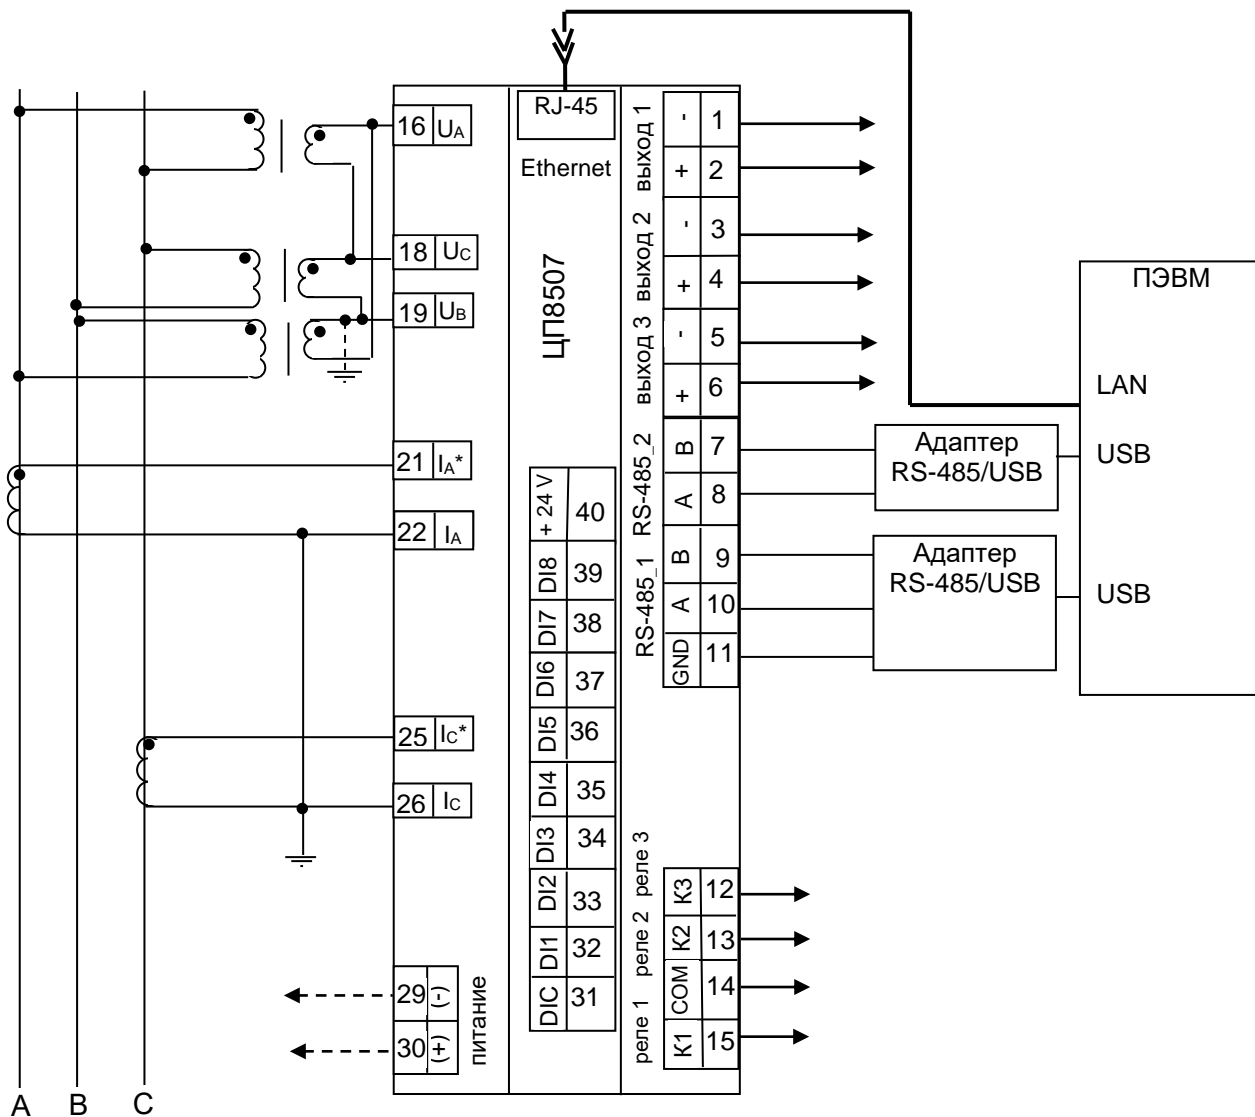 RJ-45
Ethernet
ЦП8507
16 UA
18 UC
19 UB
21 IA*
22 IA
25 IC*
26 IC
29 (-)
30 (+)
питание
+ 24 V 40
DI8 39
DI7 38
DI6 37
DI5 36
DI4 35
DI3 34
DI2 33
DI1 32
DIC 31
выход 1
- 1
+ 2
выход 2
- 3
+ 4
выход 3
- 5
+ 6
RS-485_2
B 7
A 8
RS-485_1
B 9
A 10
GND 11
реле 3
K3 12
реле 2
K2 13
COM 14
реле 1
K1 15
Адаптер
RS-485/USB
Адаптер
RS-485/USB
ПЭВМ
LAN
USB
USB
A B C